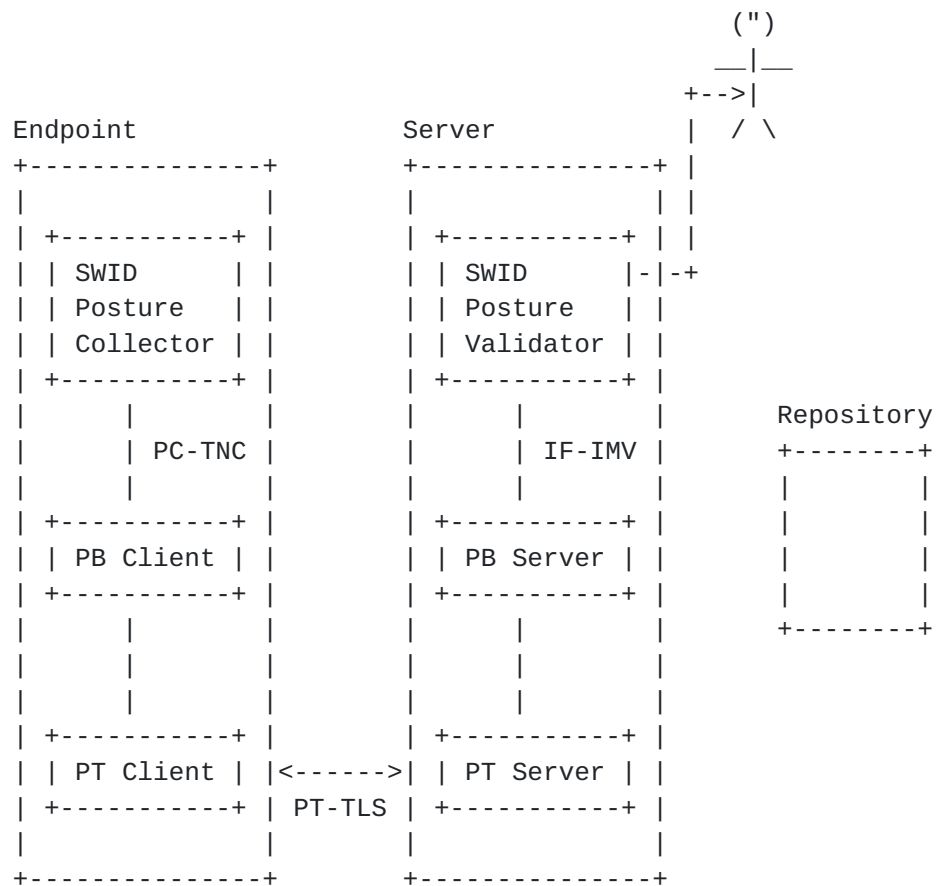 Endpoint
Server
SWID
Posture
Collector
SWID
Posture
Validator
Repository
PC-TNC
IF-IMV
PB Client
PB Server
PT Client
PT Server
PT-TLS